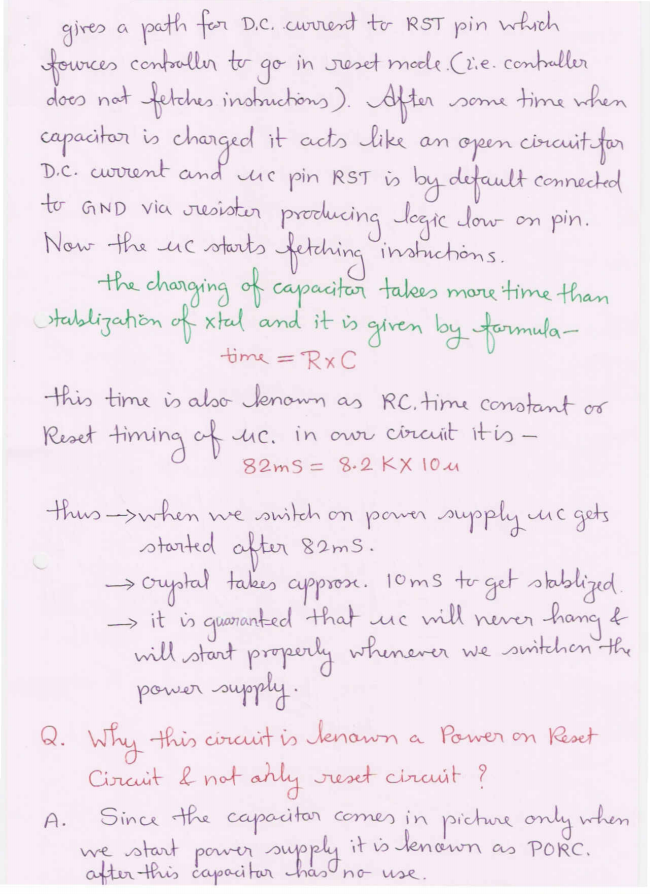 gives a path for D.C. current to RST pin which
fources controller to go in reset mode. (i.e. controller
does not fetches instructions). After some time when
capacitor is charged it acts like an open circuit for
D.C. current and uc pin RST is by default connected
to GND via resister producing logic low on pin.
Now the uc starts fetching instructions.
the charging of capacitor takes more time than
stablization of xtal and it is given by formula-
time = RxC
this time is also known as RC. time constant or
Reset timing of uc. in our circuit it is -
82mS = 8.2 K X 10 u
thus → when we switch on power supply uc gets
started after 82mS.
→ crystal takes approx. 10mS to get stablized.
→ it is guaranted that uc will never hang &
will start properly whenever we switch on the
power supply.
Q. Why this circuit is known a Power on Reset
Circuit & not only reset circuit ?
A. Since the capacitor comes in picture only when
we start power supply it is known as PORC.
after this capacitor has no use.